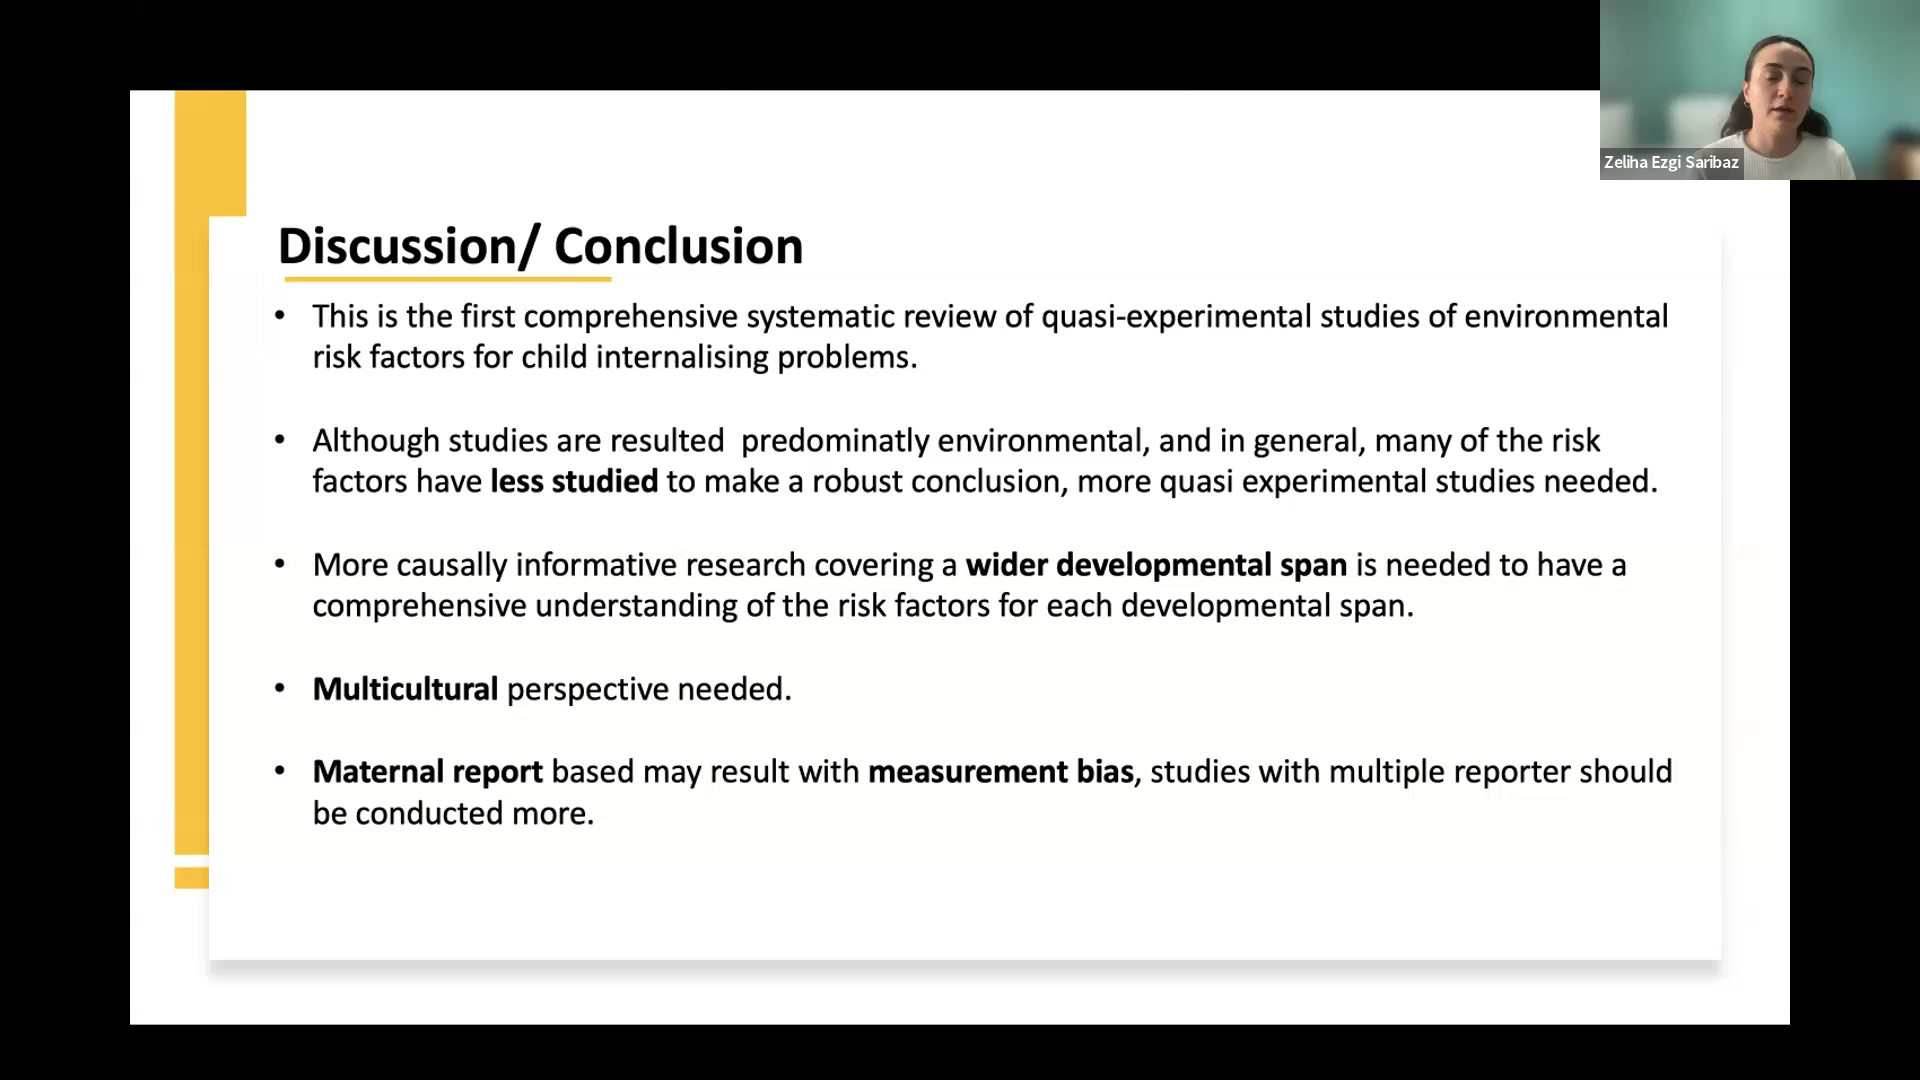 Zeliha Ezgi Saribaz
Discussion/ Conclusion
• This is the first comprehensive systematic review of quasi-experimental studies of environmental
risk factors for child internalising problems.
• Although studies are resulted  predominatly environmental, and in general, many of the risk
factors have less studied to make a robust conclusion, more quasi experimental studies needed.
• More causally informative research covering a wider developmental span is needed to have a
comprehensive understanding of the risk factors for each developmental span.
• Multicultural perspective needed.
• Maternal report based may result with measurement bias, studies with multiple reporter should
be conducted more.